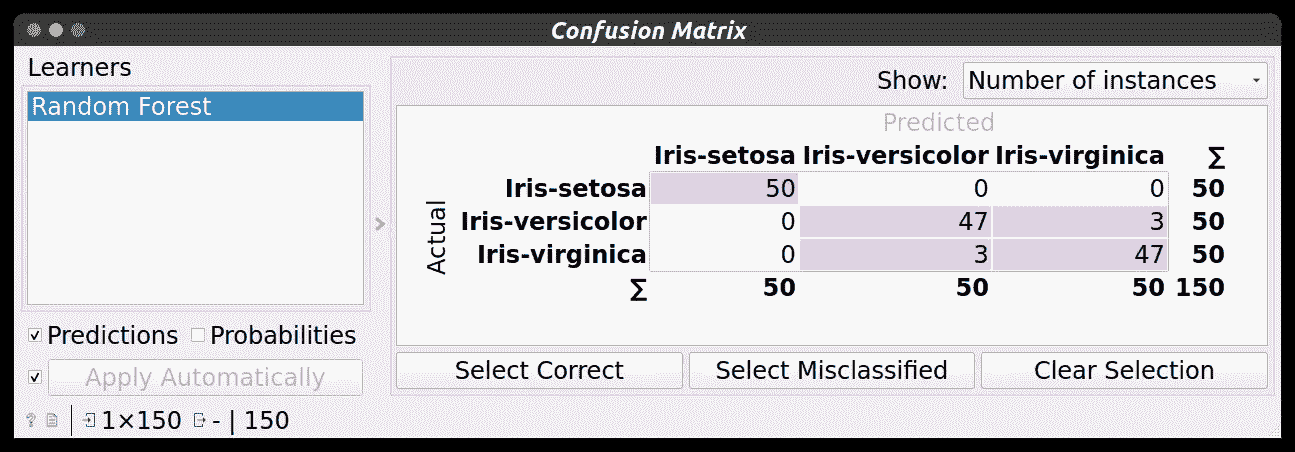 Confusion Matrix
Learners
Random Forest
Show: Number of instances
Predicted
Iris-setosa Iris-versicolor Iris-virginica Σ
Actual
Iris-setosa 50 0 0 50
Iris-versicolor 0 47 3 50
Iris-virginica 0 3 47 50
Σ 50 50 50 150
Predictions Probabilities
Apply Automatically
Select Correct Select Misclassified Clear Selection
? 1×150 - | 150